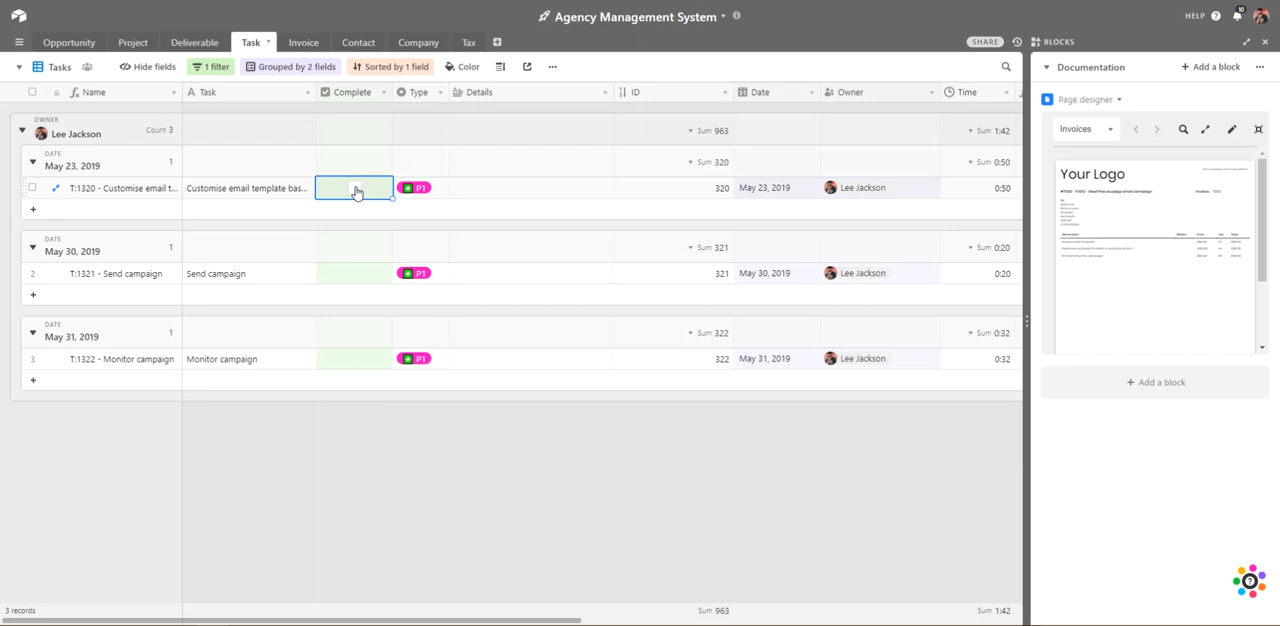 Agency Management System
HELP
10
Opportunity
Project
Deliverable
Task
Invoice
Contact
Company
Tax
SHARE
BLOCKS
Tasks
Hide fields
1 filter
Grouped by 2 fields
Sorted by 1 field
Color
Documentation
+ Add a block
Name
Task
Complete
Type
Details
ID
Date
Owner
Time
Page designer
OWNER
Lee Jackson
Count 3
Sum 963
Sum 1:42
Invoices
DATE
May 23, 2019
1
Sum 320
Sum 0:50
T:1320 - Customise email t...
Customise email template bas...
P1
320
May 23, 2019
Lee Jackson
0:50
Your Logo
DATE
May 30, 2019
1
Sum 321
Sum 0:20
2
T:1321 - Send campaign
Send campaign
P1
321
May 30, 2019
Lee Jackson
0:20
DATE
May 31, 2019
1
Sum 322
Sum 0:32
3
T:1322 - Monitor campaign
Monitor campaign
P1
322
May 31, 2019
Lee Jackson
0:32
+ Add a block
3 records
Sum 963
Sum 1:42